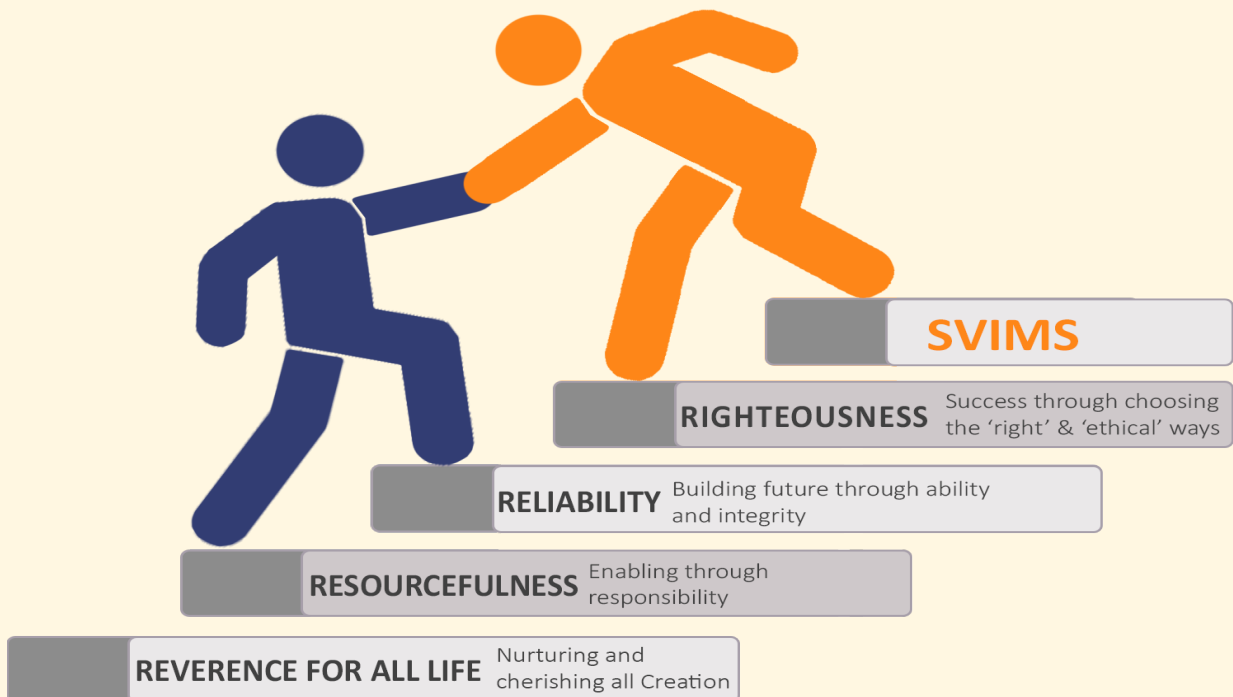 SVIMS
RIGHTEOUSNESS Success through choosing
the ‘right’ & ‘ethical’ ways
RELIABILITY Building future through ability
and integrity
RESOURCEFULNESS Enabling through
responsibility
REVERENCE FOR ALL LIFE Nurturing and
cherishing all Creation